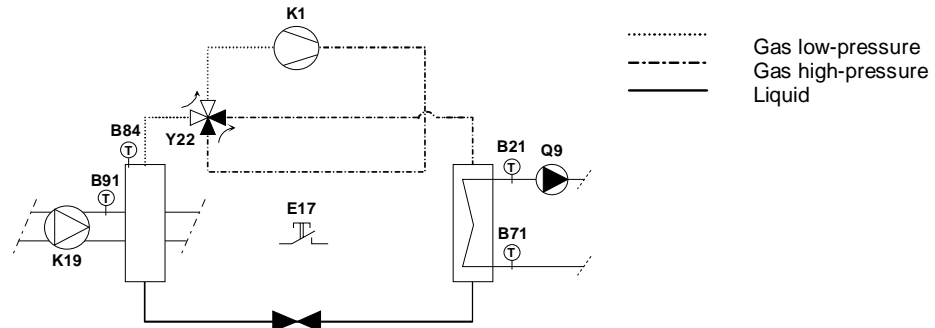 K1
Gas low-pressure
Gas high-pressure
Liquid
B84
T
Y22
B21
T
Q9
B91
T
E17
B71
T
K19